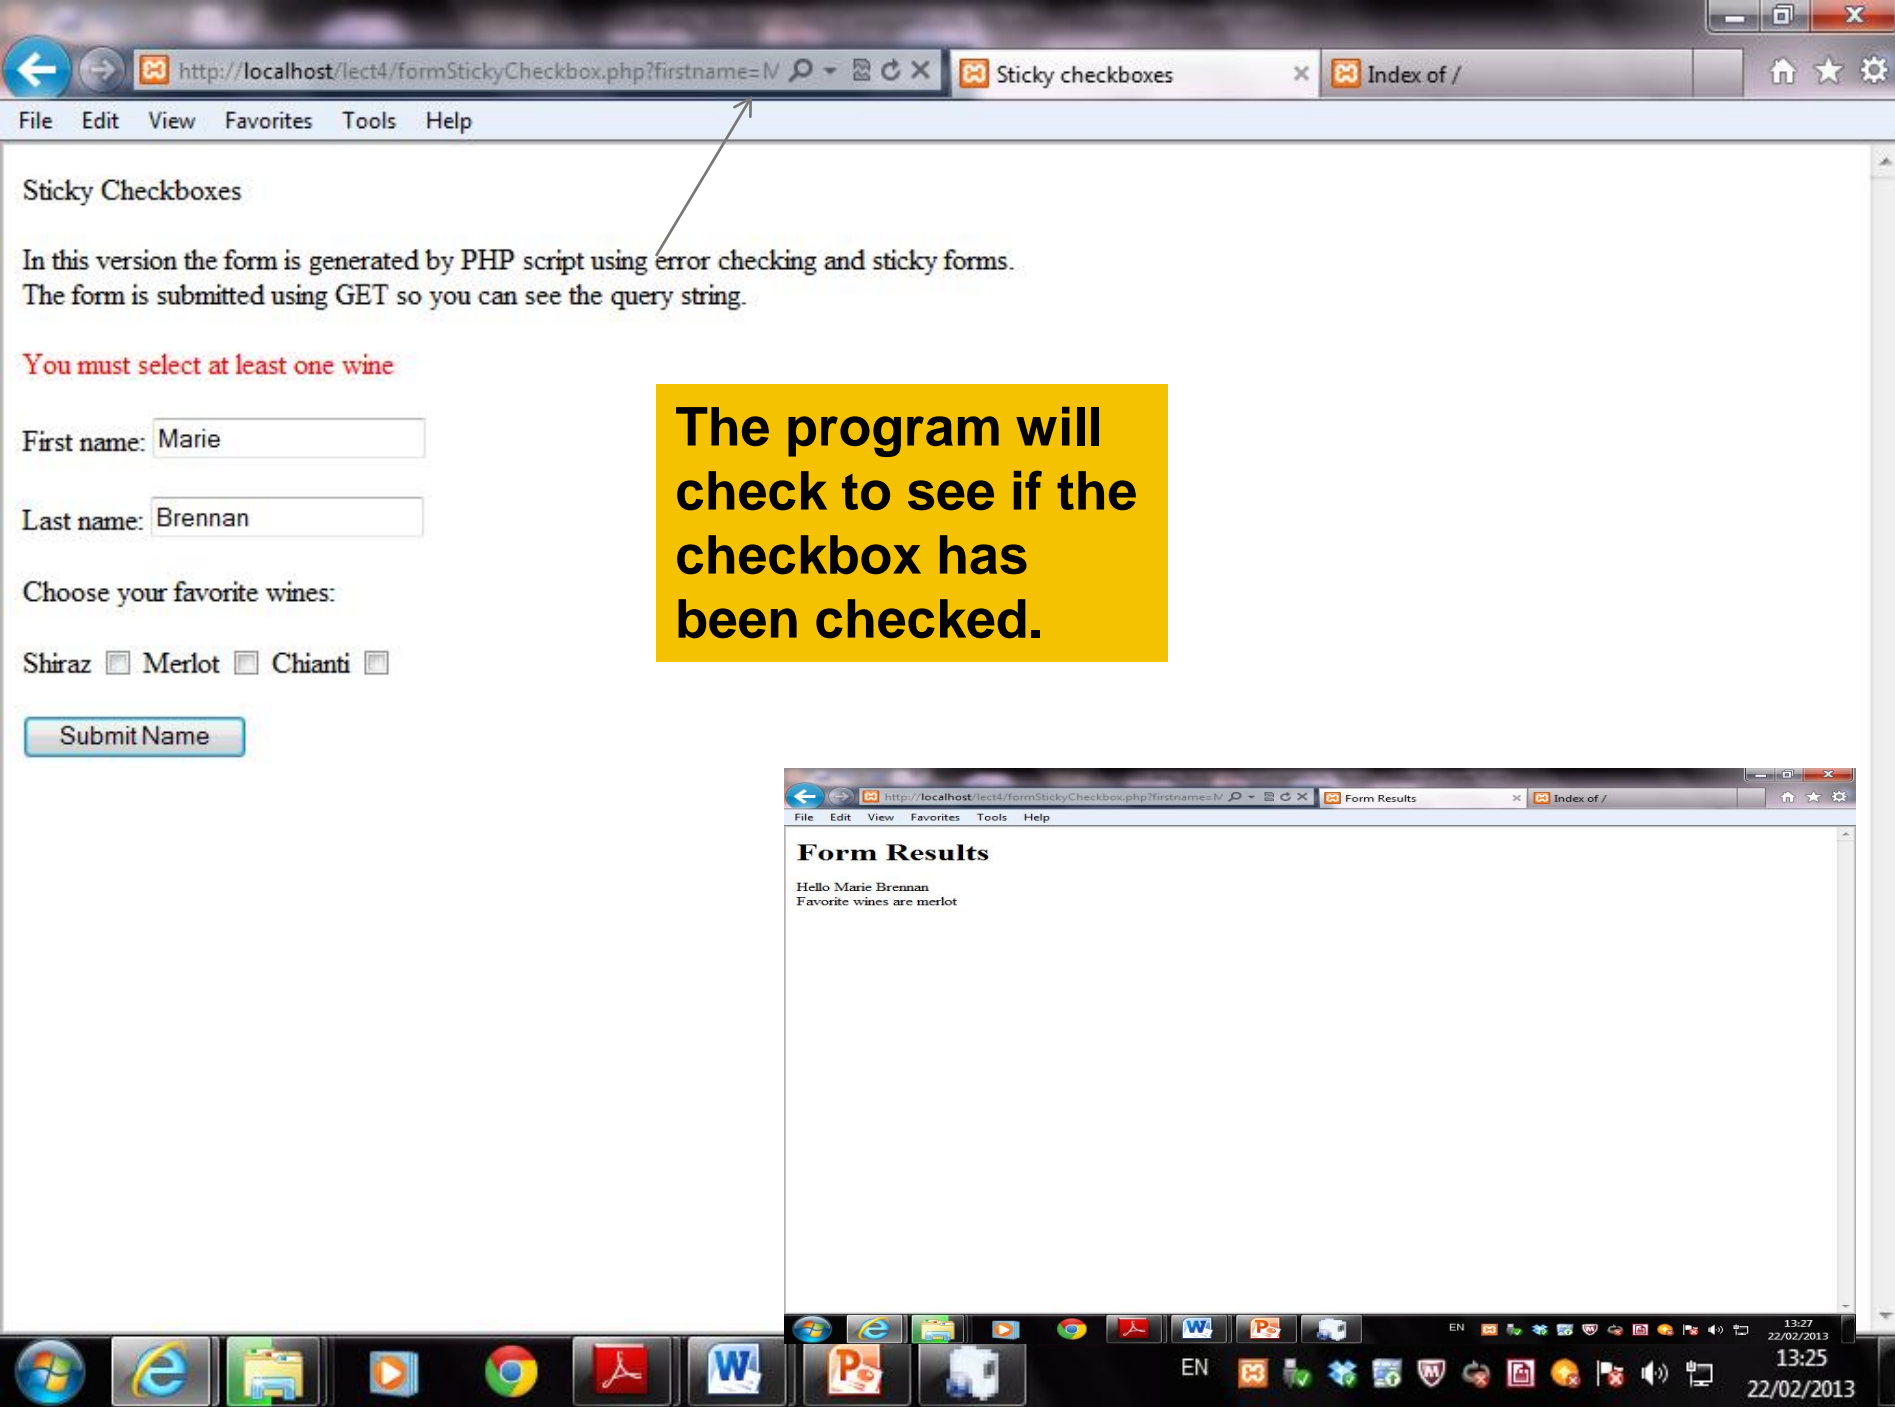 http://localhost/lect4/formStickyCheckbox.php?firstname=M
Sticky checkboxes
Index of /
File Edit View Favorites Tools Help
Sticky Checkboxes
In this version the form is generated by PHP script using error checking and sticky forms.
The form is submitted using GET so you can see the query string.
You must select at least one wine
First name: Marie
Last name: Brennan
Choose your favorite wines:
Shiraz Merlot Chianti
Submit Name
The program will
check to see if the
checkbox has
been checked.
http://localhost/lect4/formStickyCheckbox.php?firstname=M
Form Results
Index of /
File Edit View Favorites Tools Help
Form Results
Hello Marie Brennan
Favorite wines are merlot
EN
13:27
22/02/2013
EN
13:25
22/02/2013